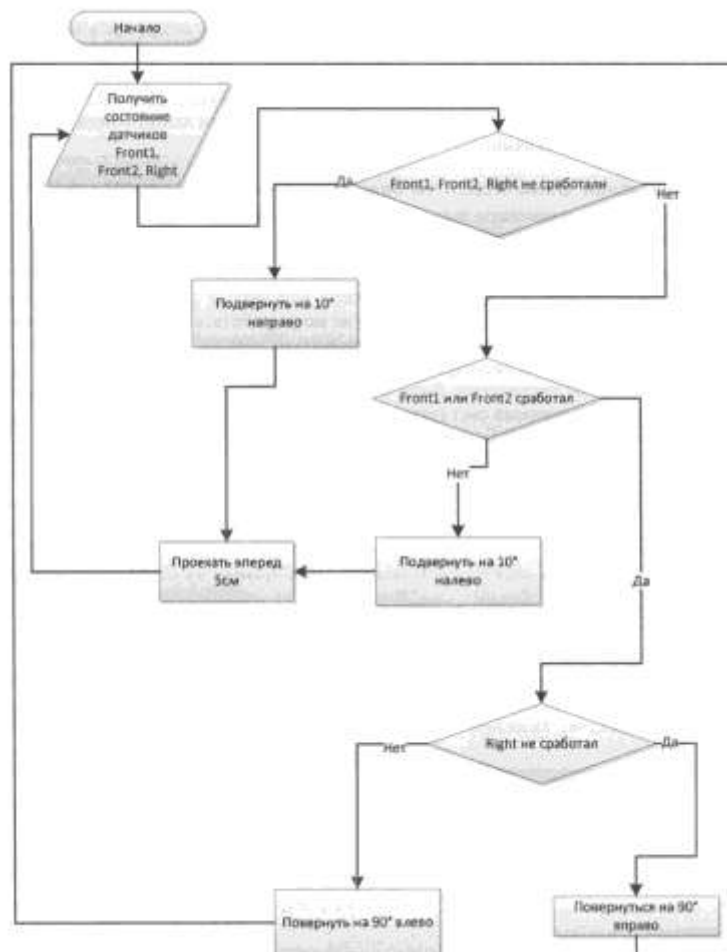 Начало
Получить
состояние
датчиков
Front1,
Front2, Right
Front1, Front2, Right не сработали
Да
Нет
Подвернуть на 10°
направо
Front1 или Front2 сработал
Нет
Проехать вперед
5см
Подвернуть на 10°
налево
Да
Right не сработал
Нет
Да
Повернуть на 90° влево
Повернуться на 90°
вправо